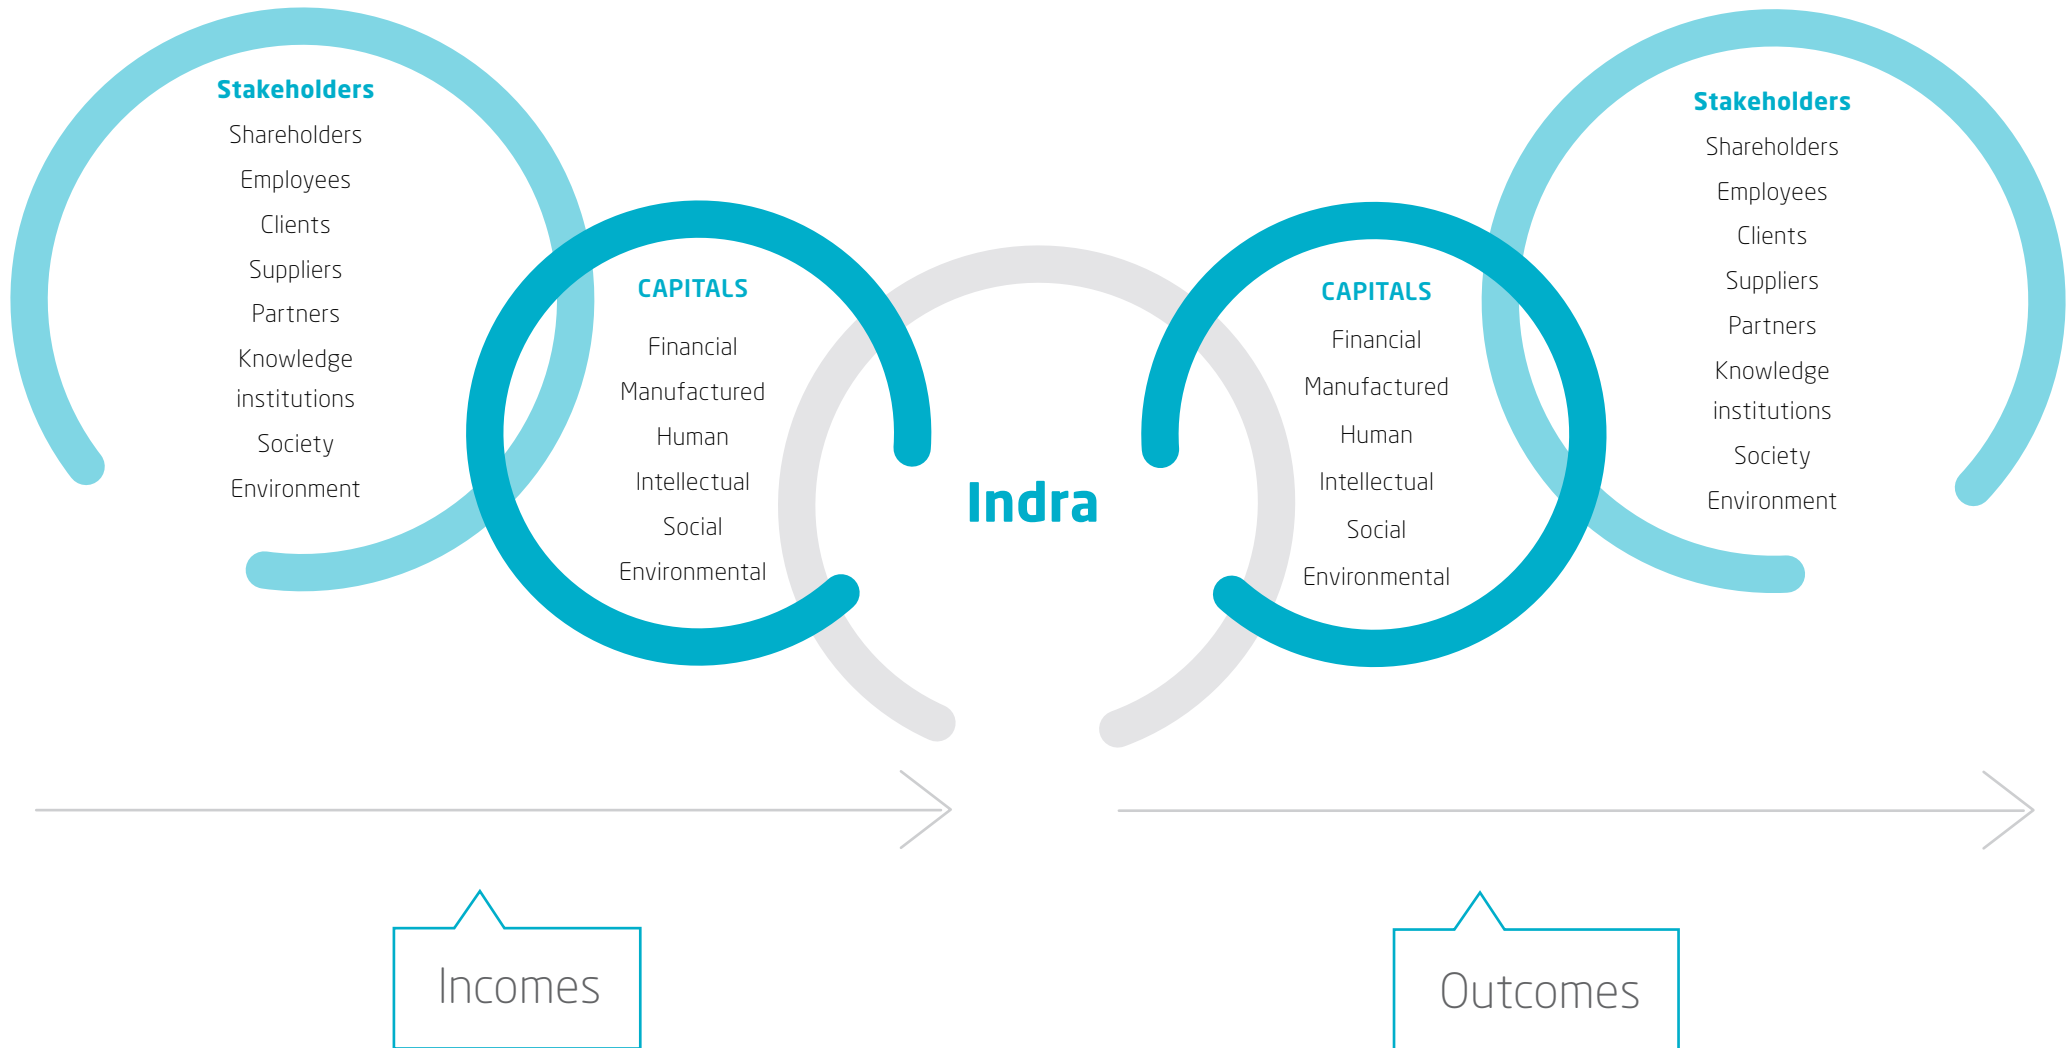 Stakeholders
Shareholders
Employees
Clients
Suppliers
Partners
Knowledge
institutions
Society
Environment
CAPITALS
Financial
Manufactured
Human
Intellectual
Social
Environmental
Indra
CAPITALS
Financial
Manufactured
Human
Intellectual
Social
Environmental
Stakeholders
Shareholders
Employees
Clients
Suppliers
Partners
Knowledge
institutions
Society
Environment
Incomes
Outcomes